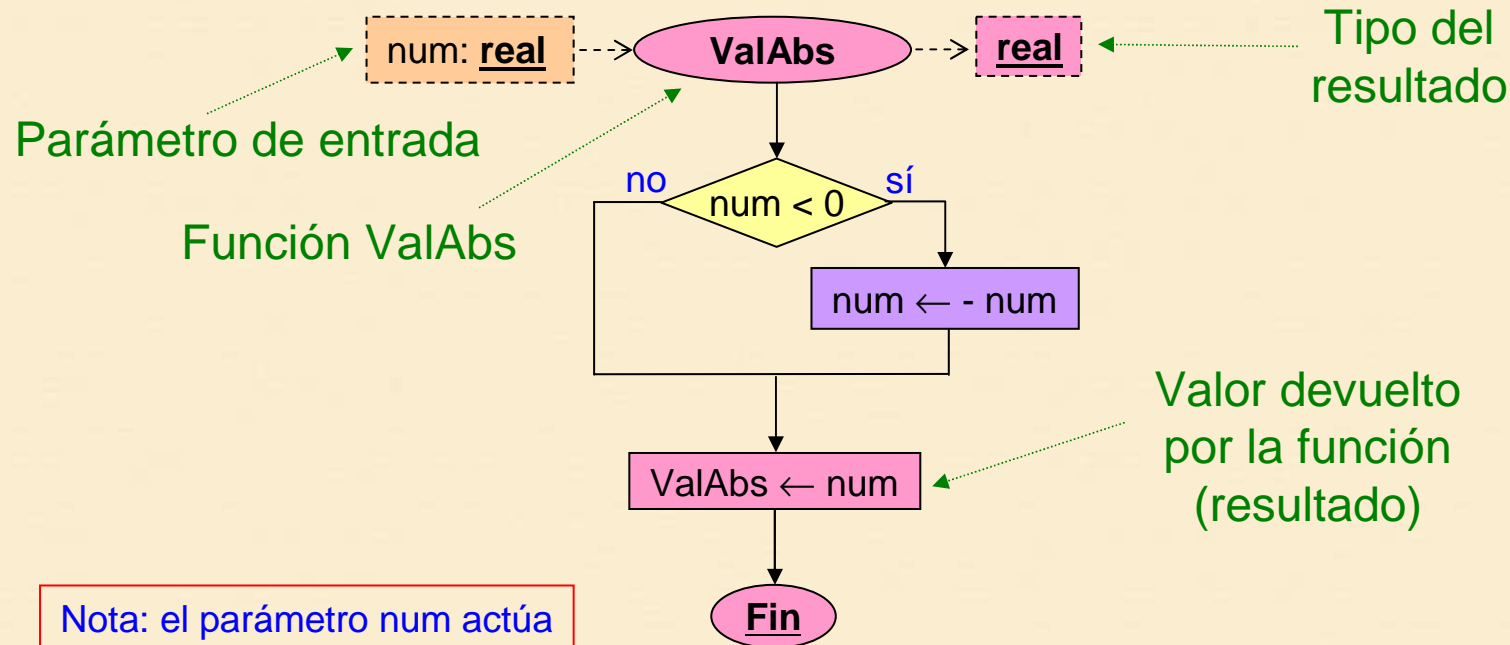 num: real
ValAbs
real
Tipo del
resultado
Parámetro de entrada
Función ValAbs
no
sí
num < 0
num ← - num
Valor devuelto
por la función
(resultado)
ValAbs ← num
Fin
Nota: el parámetro num actúa